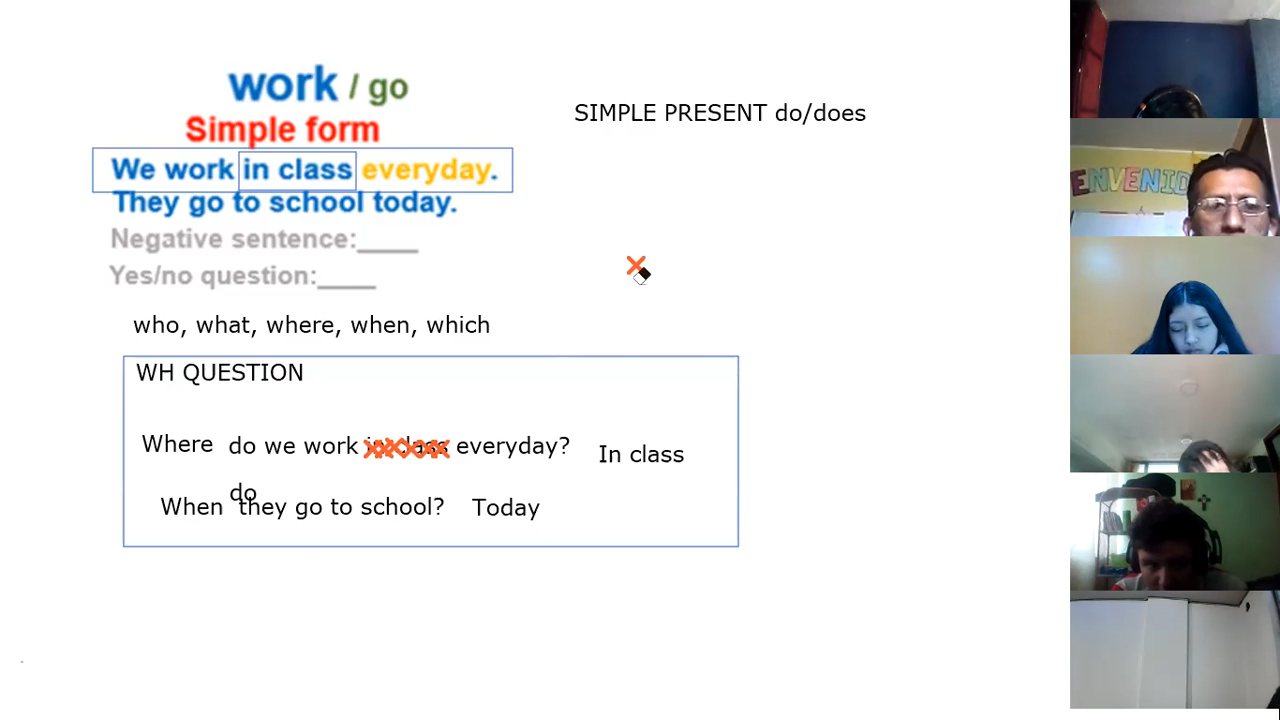 work / go
Simple form
SIMPLE PRESENT do/does
We work in class everyday.
They go to school today.
Negative sentence:____
Yes/no question:____
who, what, where, when, which
WH QUESTION
Where do we work in class everyday? In class
do
When they go to school? Today
ENVENID